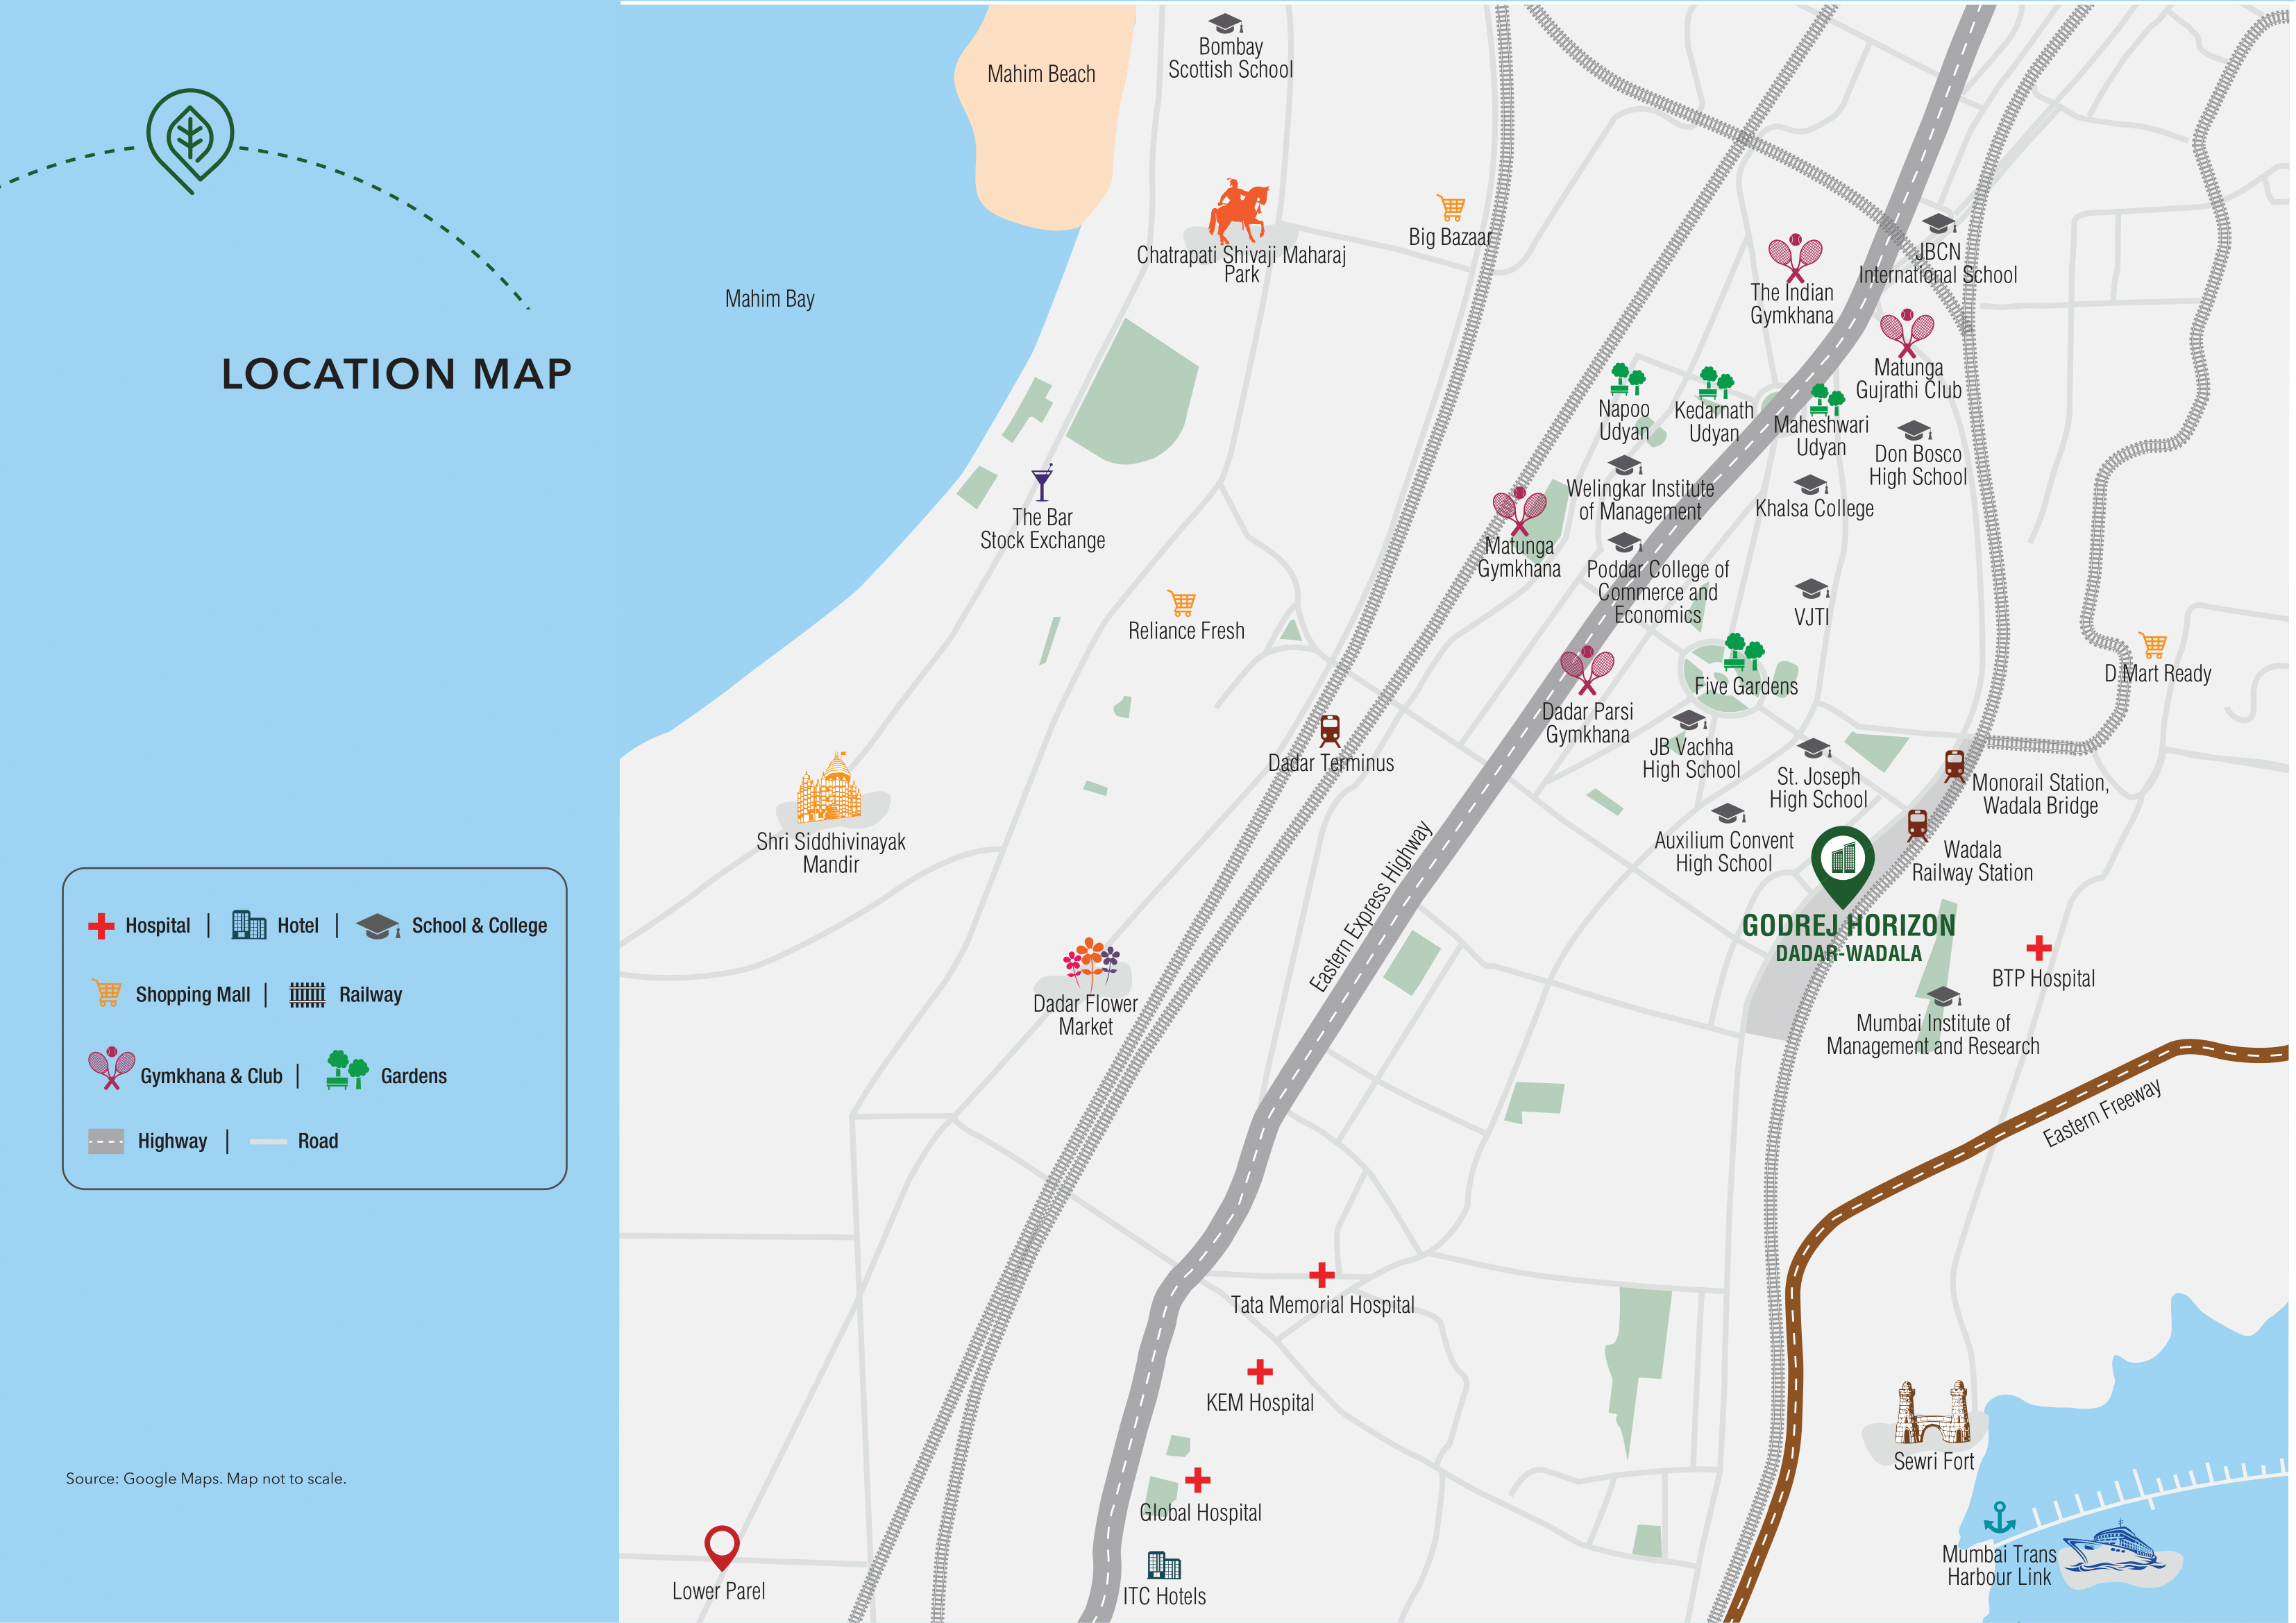 LOCATION MAP
Hospital | Hotel | School & College
Shopping Mall | Railway
Gymkhana & Club | Gardens
Highway | Road
Source: Google Maps. Map not to scale.
Mahim Beach
Bombay
Scottish School
Mahim Bay
Chatrapati Shivaji Maharaj
Park
Big Bazaar
The Indian
Gymkhana
JBCN
International School
Matunga
Gujrathi Club
Napoo
Udyan
Kedarnath
Udyan
Maheshwari
Udyan
Don Bosco
High School
The Bar
Stock Exchange
Matunga
Gymkhana
Welingkar Institute
of Management
Khalsa College
Poddar College of
Commerce and
Economics
VJTI
Reliance Fresh
D Mart Ready
Five Gardens
Dadar Parsi
Gymkhana
JB Vachha
High School
St. Joseph
High School
Dadar Terminus
Monorail Station,
Wadala Bridge
Shri Siddhivinayak
Mandir
Auxilium Convent
High School
Wadala
Railway Station
Eastern Express Highway
GODREJ HORIZON
DADAR-WADALA
BTP Hospital
Dadar Flower
Market
Mumbai Institute of
Management and Research
Eastern Freeway
Tata Memorial Hospital
KEM Hospital
Sewri Fort
Global Hospital
Mumbai Trans
Harbour Link
Lower Parel
ITC Hotels